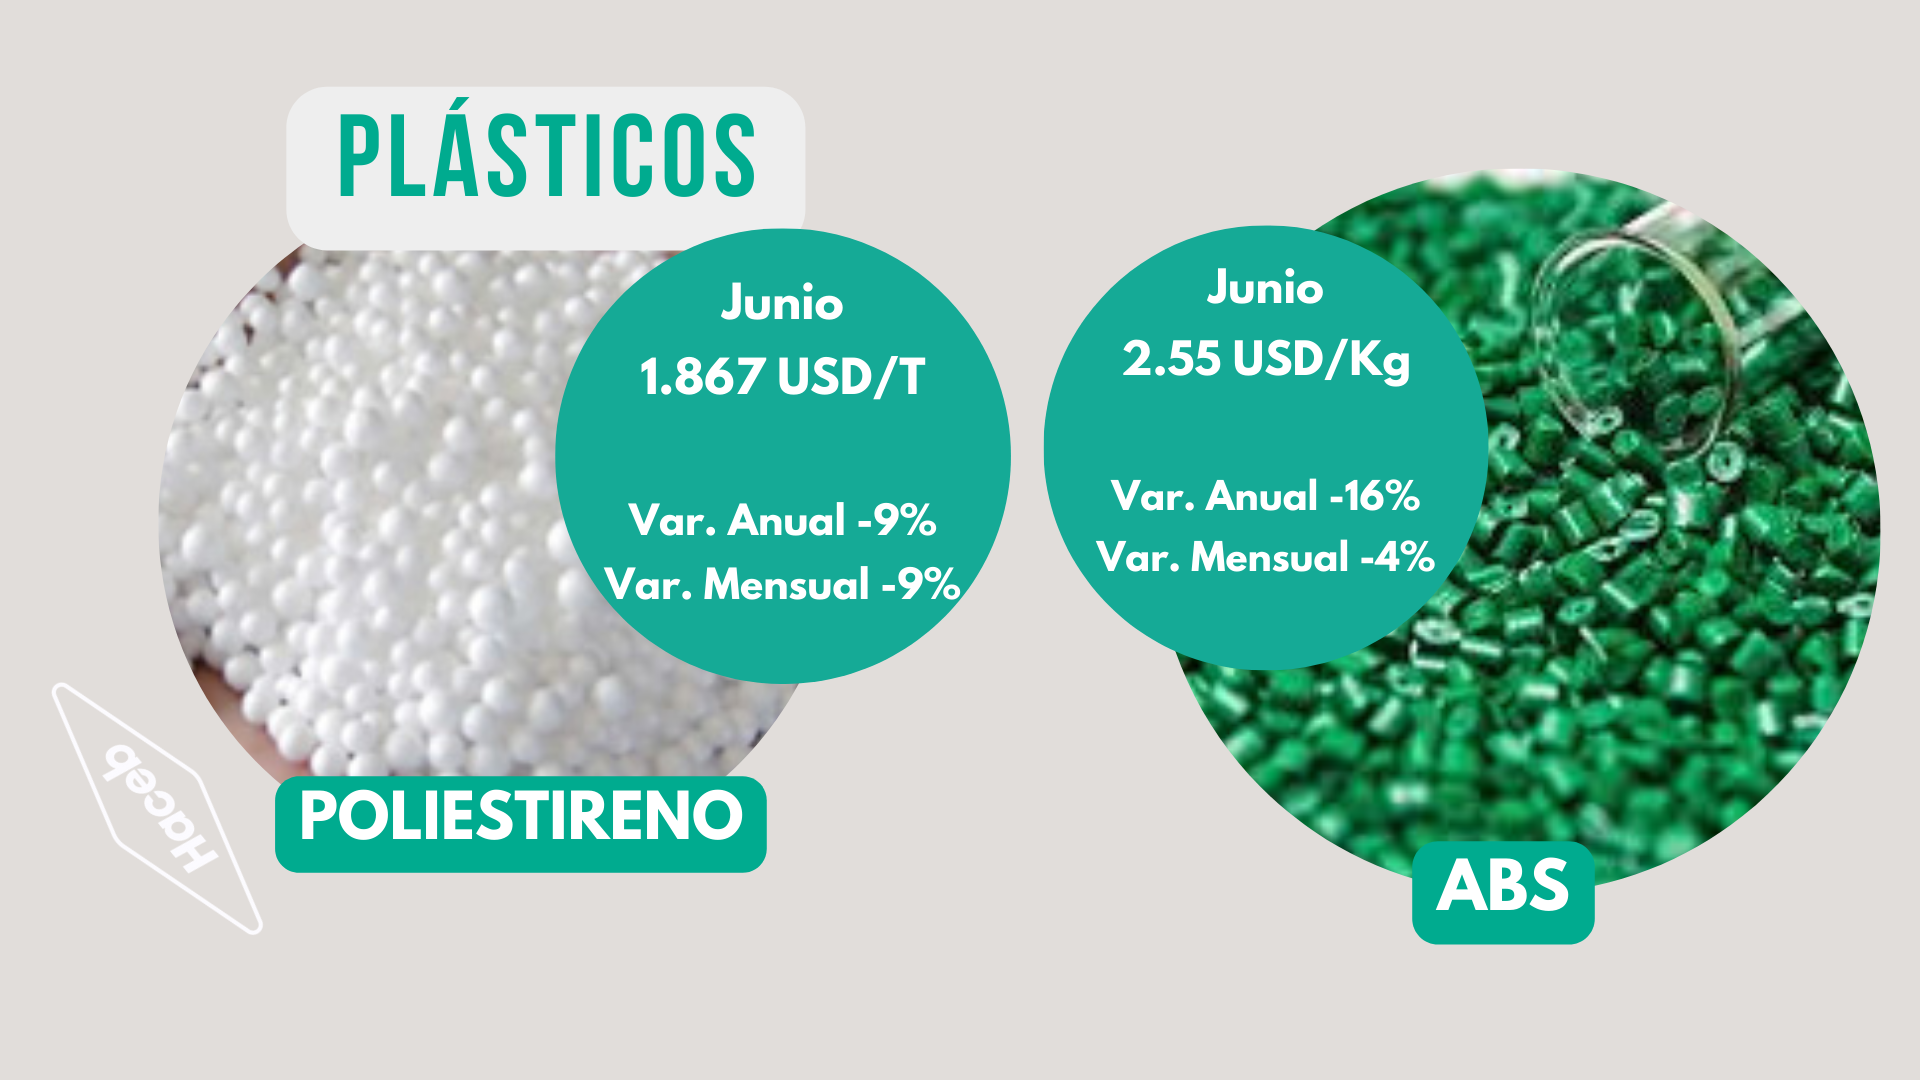 PLÁSTICOS
Junio
1.867 USD/T
Var. Anual -9%
Var. Mensual -9%
POLIESTIRENO
Junio
2.55 USD/Kg
Var. Anual -16%
Var. Mensual -4%
ABS
Haceb